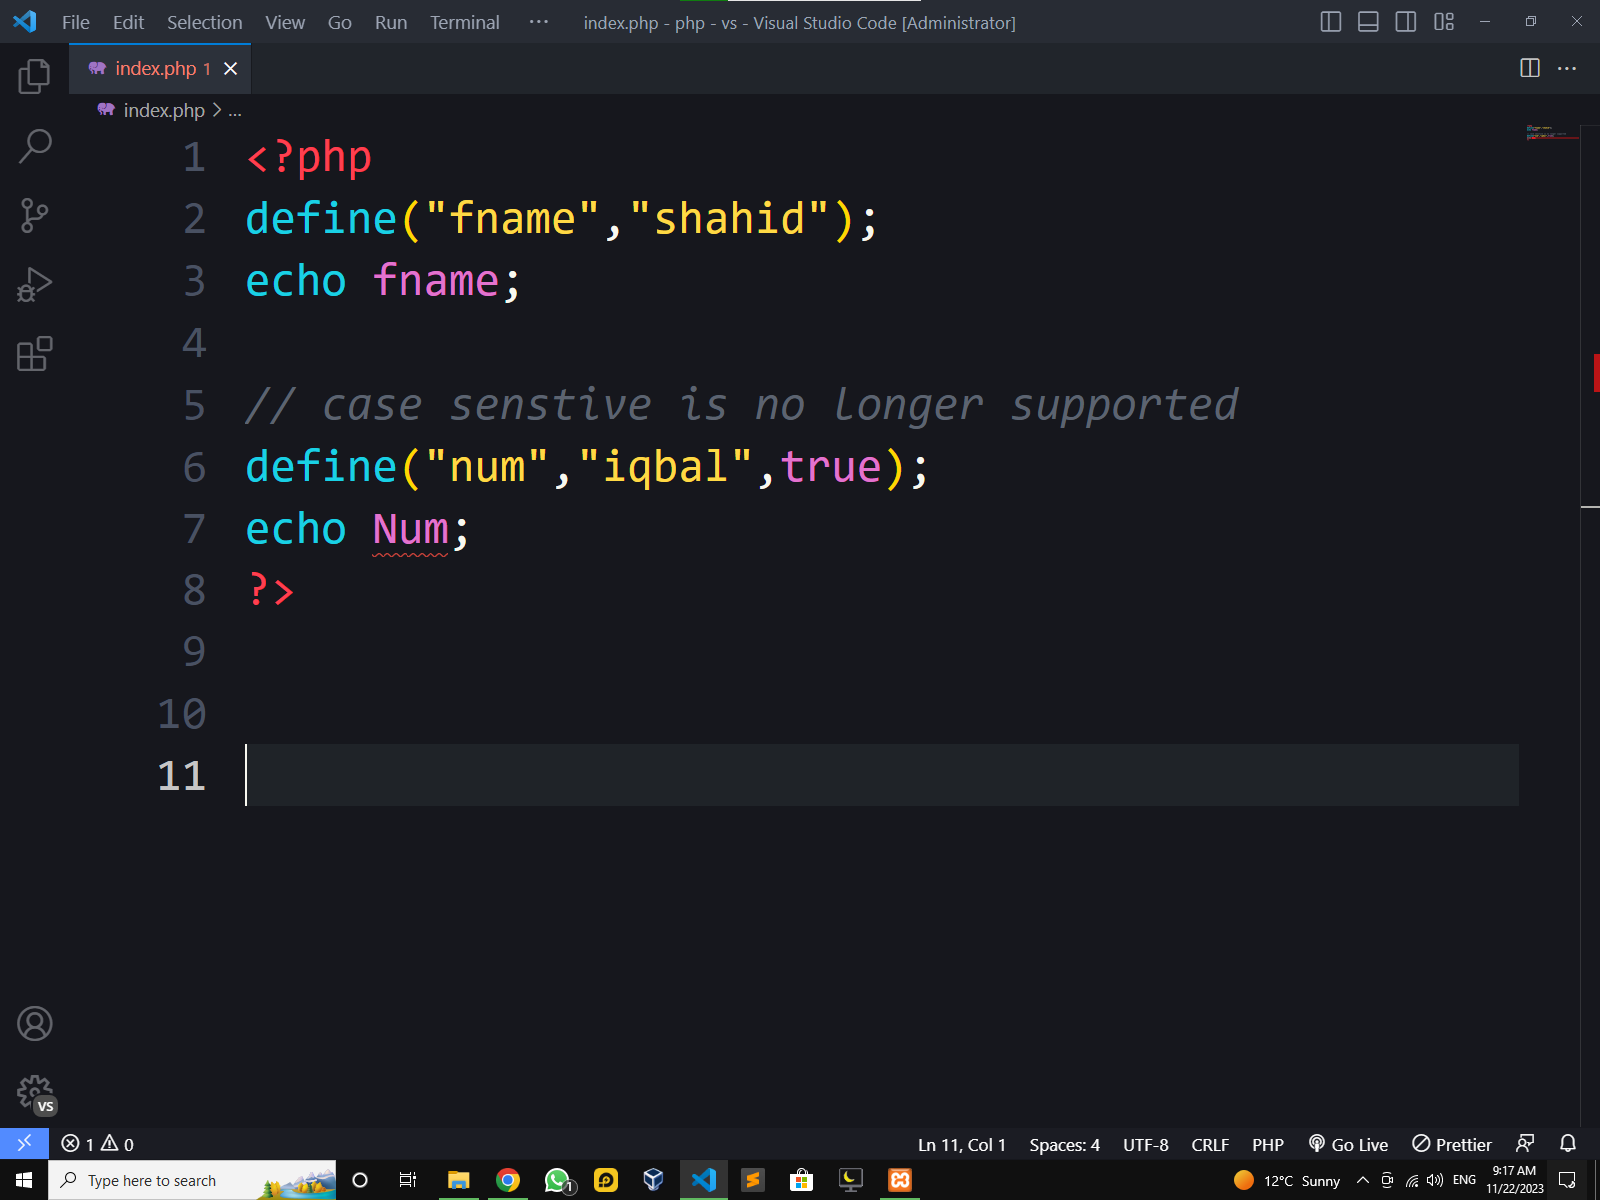 File Edit Selection View Go Run Terminal ··· index.php - php - vs - Visual Studio Code [Administrator]
index.php 1
index.php > ...
1 <?php
2 define("fname","shahid");
3 echo fname;
4
5 // case senstive is no longer supported
6 define("num","iqbal",true);
7 echo Num;
8 ?>
9
10
11
VS
1 0 Ln 11, Col 1 Spaces: 4 UTF-8 CRLF PHP Go Live Prettier
Type here to search 1 12°C Sunny ENG 9:17 AM
11/22/2023